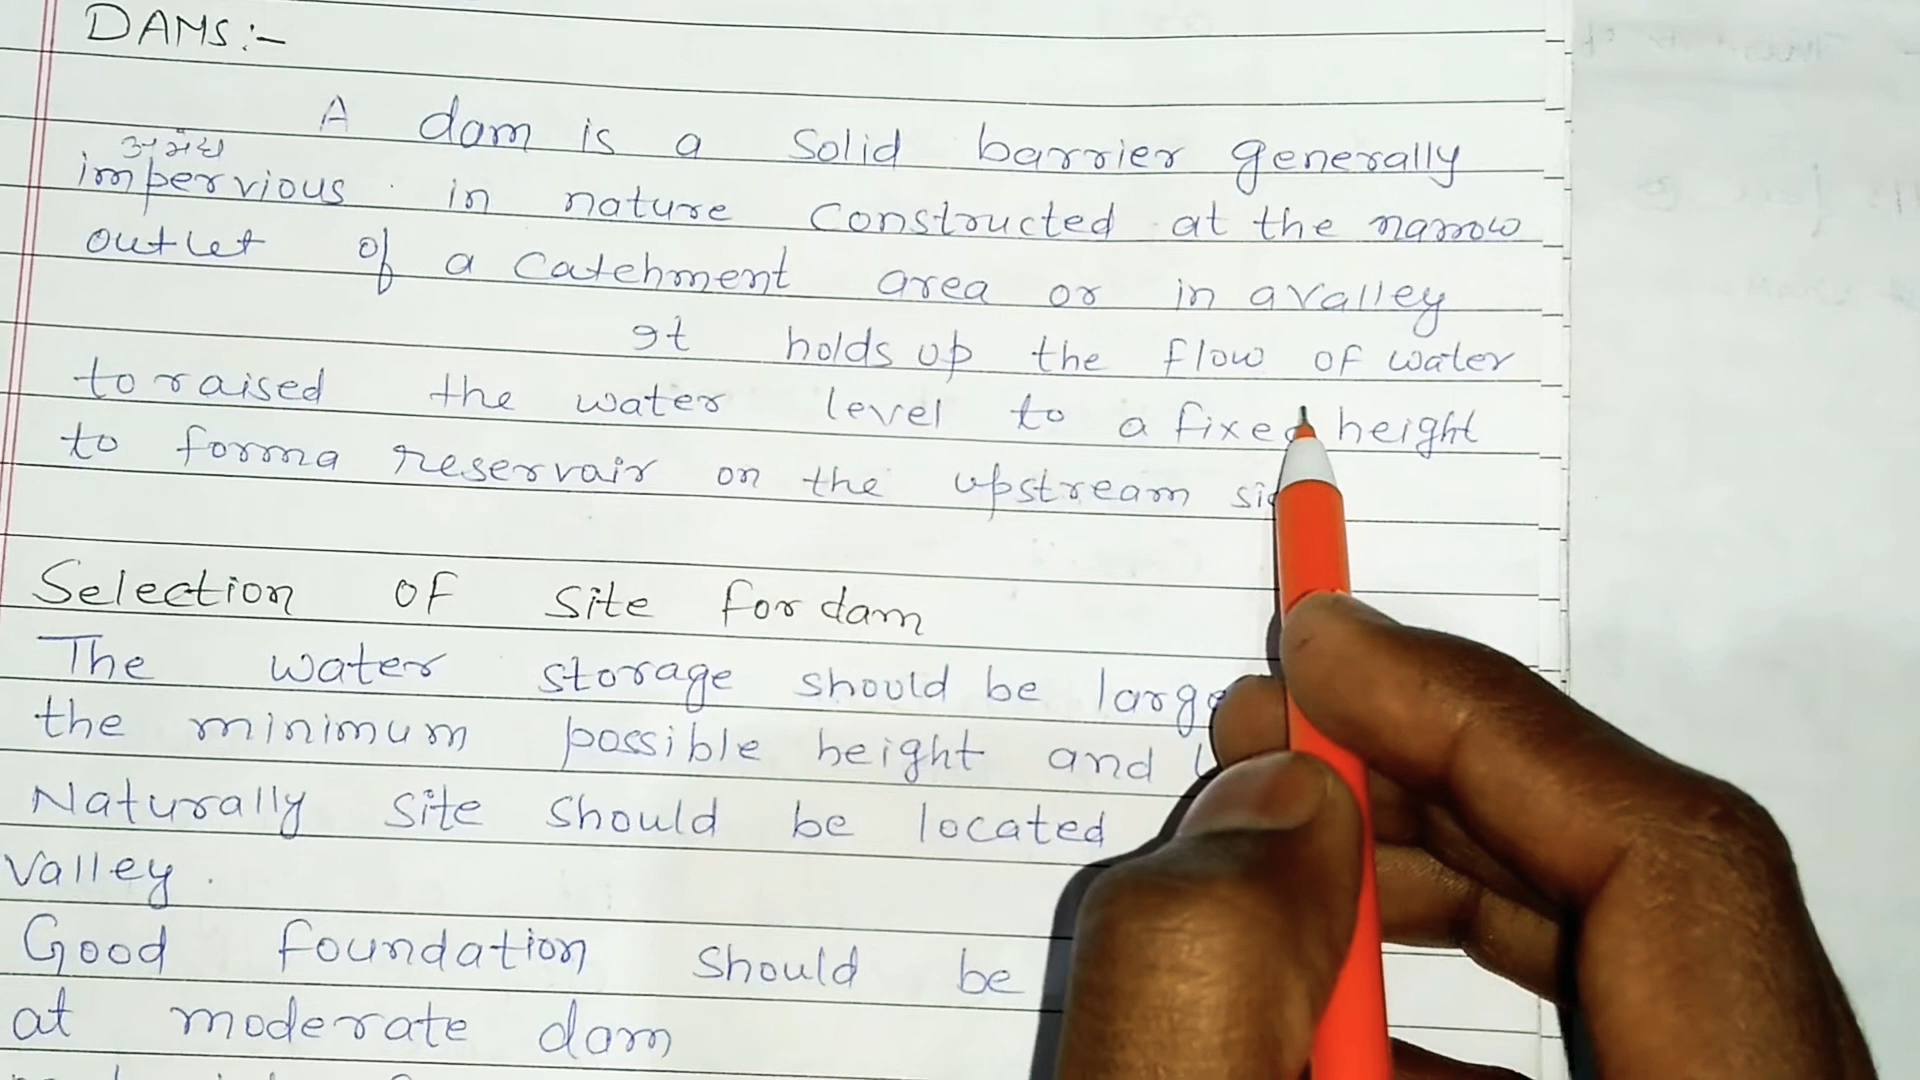 DAMS:-
A dam is a solid barrier generally
अभेद्य
impervious in nature constructed at the narrow
outlet of a catchment area or in a valley
It holds up the flow of water
to raised the water level to a fixed height
to form a reservair on the upstream
Selection of site for dam
The water storage should be large
the minimum possible height and
Naturally site should be located
valley.
Good foundation should be
at moderate dam